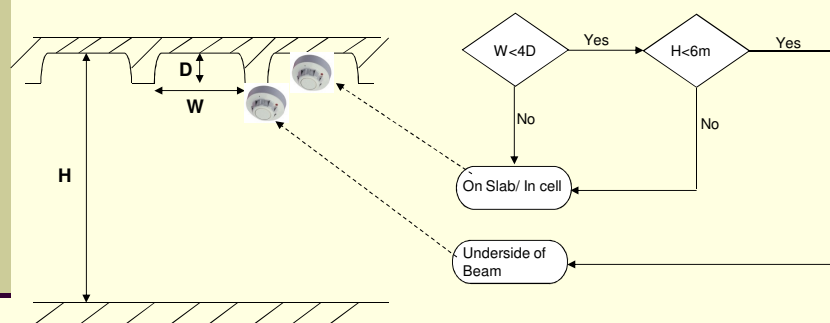 D
W
H
W<4D
Yes
H<6m
Yes
No
No
On Slab/ In cell
Underside of
Beam